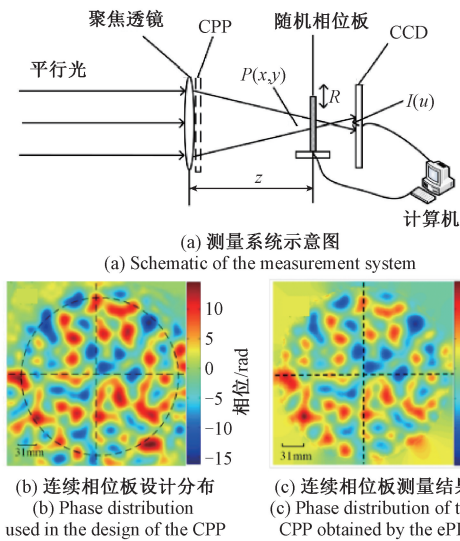 聚焦透镜
CPP
随机相位板
CCD
平行光
P(x,y)
R
I(u)
z
计算机
(a) 测量系统示意图
(a) Schematic of the measurement system
10
5
0
−5
−10
−15
相位/rad
31mm
31mm
(b) 连续相位板设计分布
(b) Phase distribution
used in the design of the CPP
(c) 连续相位板测量结
(c) Phase distribution of t
CPP obtained by the ePI